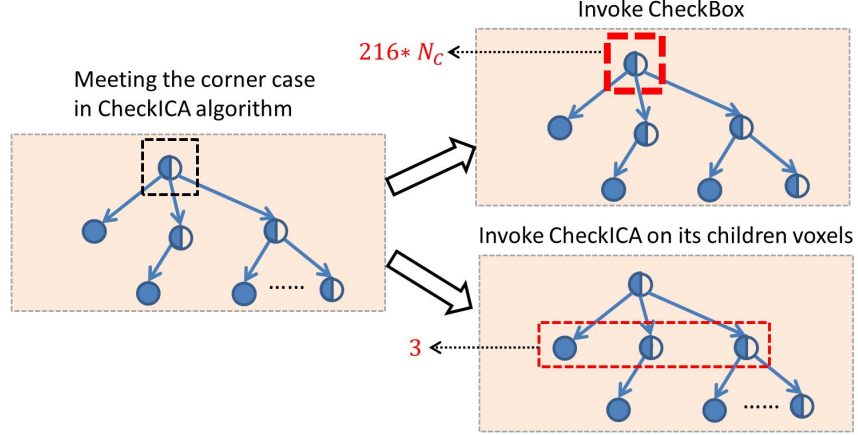 Invoke CheckBox
216* N_C
Meeting the corner case
in CheckICA algorithm
......
Invoke CheckICA on its children voxels
3
......